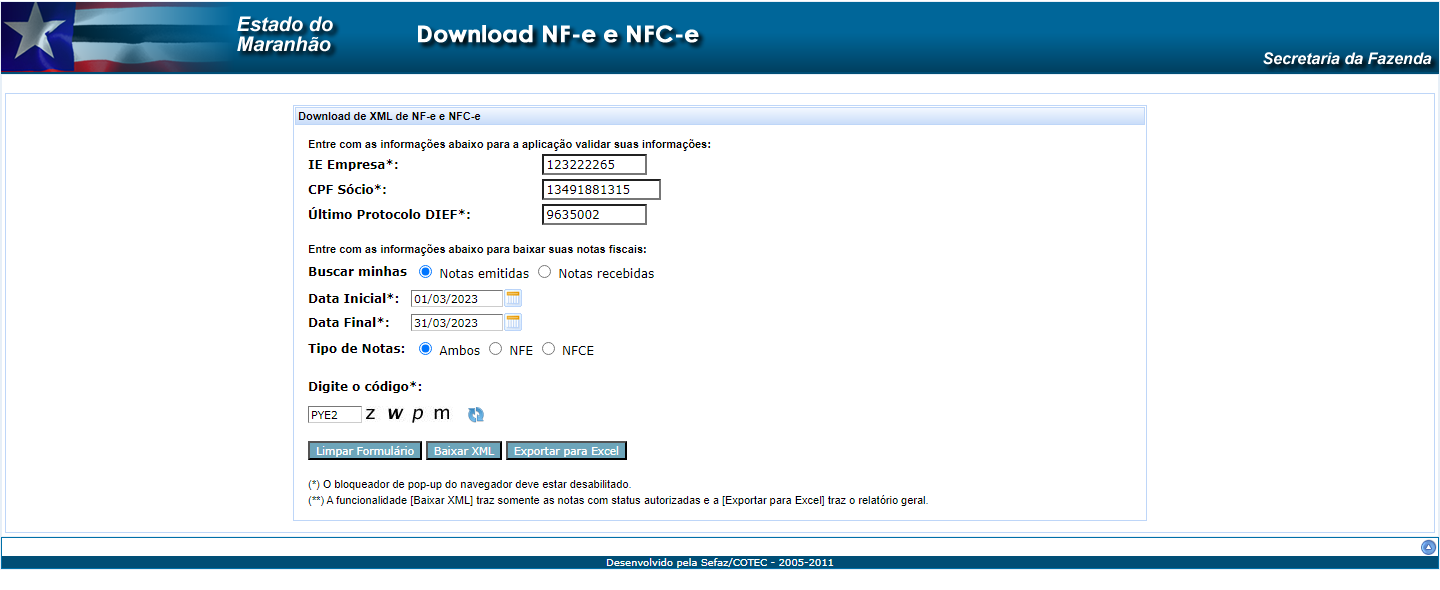 Estado do
Maranhão
Download NF-e e NFC-e
Secretaria da Fazenda
Download de XML de NF-e e NFC-e
Entre com as informações abaixo para a aplicação validar suas informações:
IE Empresa*: 123222265
CPF Sócio*: 13491881315
Último Protocolo DIEF*: 9635002
Entre com as informações abaixo para baixar suas notas fiscais:
Buscar minhas Notas emitidas Notas recebidas
Data Inicial*: 01/03/2023
Data Final*: 31/03/2023
Tipo de Notas: Ambos NFE NFCE
Digite o código*:
PYE2 z w p m
Limpar Formulário Baixar XML Exportar para Excel
(*) O bloqueador de pop-up do navegador deve estar desabilitado.
(**) A funcionalidade [Baixar XML] traz somente as notas com status autorizadas e a [Exportar para Excel] traz o relatório geral.
Desenvolvido pela Sefaz/COTEC - 2005-2011